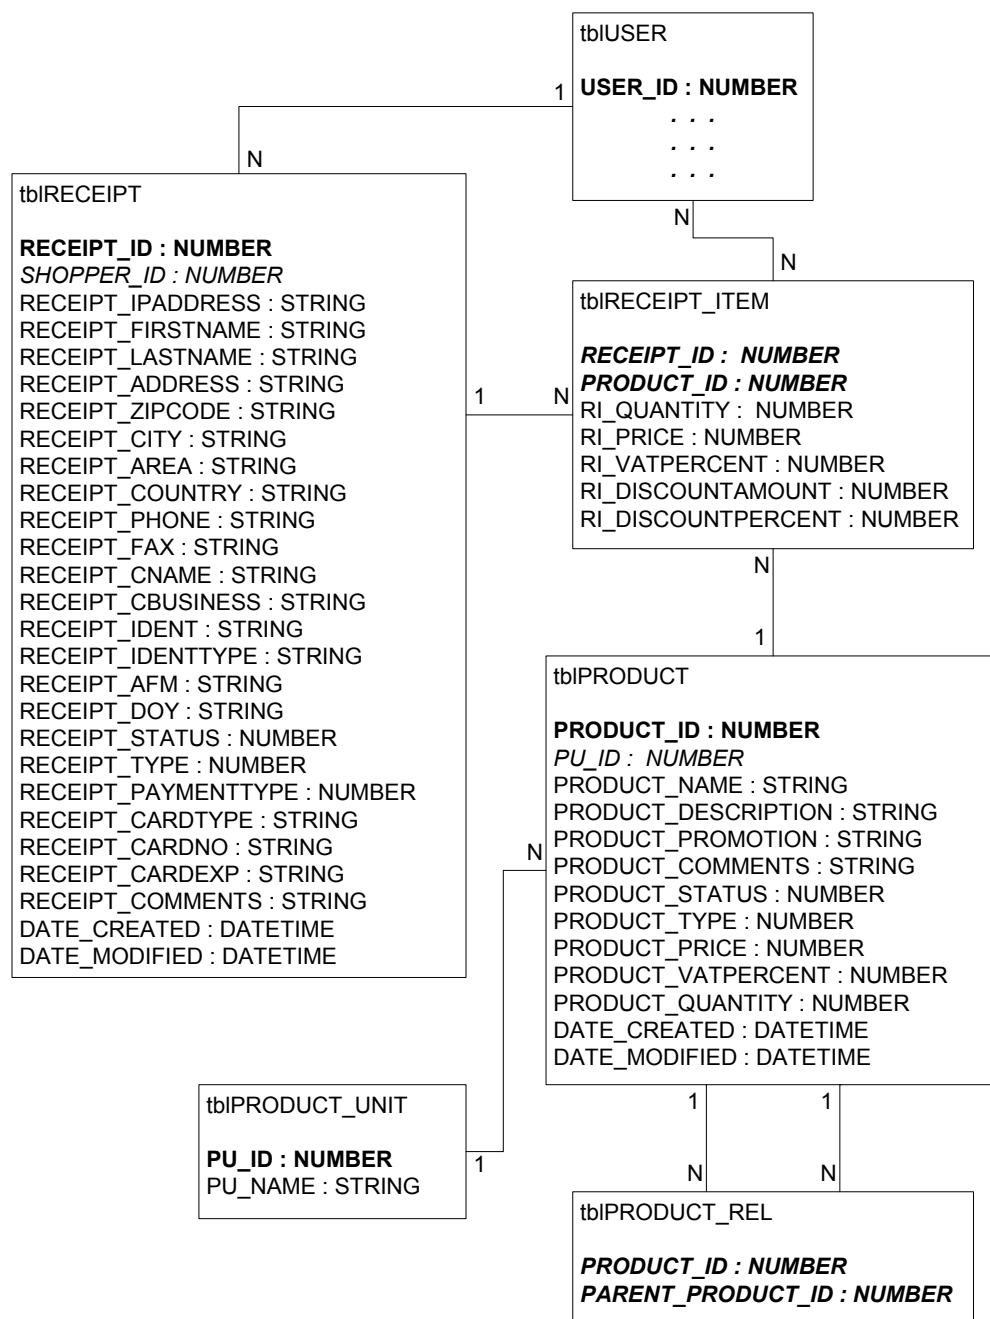 tblUSER
USER_ID : NUMBER
. . .
. . .
. . .
1
N
tblRECEIPT
RECEIPT_ID : NUMBER
SHOPPER_ID : NUMBER
RECEIPT_IPADDRESS : STRING
RECEIPT_FIRSTNAME : STRING
RECEIPT_LASTNAME : STRING
RECEIPT_ADDRESS : STRING
RECEIPT_ZIPCODE : STRING
RECEIPT_CITY : STRING
RECEIPT_AREA : STRING
RECEIPT_COUNTRY : STRING
RECEIPT_PHONE : STRING
RECEIPT_FAX : STRING
RECEIPT_CNAME : STRING
RECEIPT_CBUSINESS : STRING
RECEIPT_IDENT : STRING
RECEIPT_IDENTTYPE : STRING
RECEIPT_AFM : STRING
RECEIPT_DOY : STRING
RECEIPT_STATUS : NUMBER
RECEIPT_TYPE : NUMBER
RECEIPT_PAYMENTTYPE : NUMBER
RECEIPT_CARDTYPE : STRING
RECEIPT_CARDNO : STRING
RECEIPT_CARDEXP : STRING
RECEIPT_COMMENTS : STRING
DATE_CREATED : DATETIME
DATE_MODIFIED : DATETIME
N
N
1
N
tblRECEIPT_ITEM
RECEIPT_ID : NUMBER
PRODUCT_ID : NUMBER
RI_QUANTITY : NUMBER
RI_PRICE : NUMBER
RI_VATPERCENT : NUMBER
RI_DISCOUNTAMOUNT : NUMBER
RI_DISCOUNTPERCENT : NUMBER
N
1
tblPRODUCT
PRODUCT_ID : NUMBER
PU_ID : NUMBER
PRODUCT_NAME : STRING
PRODUCT_DESCRIPTION : STRING
PRODUCT_PROMOTION : STRING
PRODUCT_COMMENTS : STRING
PRODUCT_STATUS : NUMBER
PRODUCT_TYPE : NUMBER
PRODUCT_PRICE : NUMBER
PRODUCT_VATPERCENT : NUMBER
PRODUCT_QUANTITY : NUMBER
DATE_CREATED : DATETIME
DATE_MODIFIED : DATETIME
N
1
tblPRODUCT_UNIT
PU_ID : NUMBER
PU_NAME : STRING
1
1
N
N
tblPRODUCT_REL
PRODUCT_ID : NUMBER
PARENT_PRODUCT_ID : NUMBER